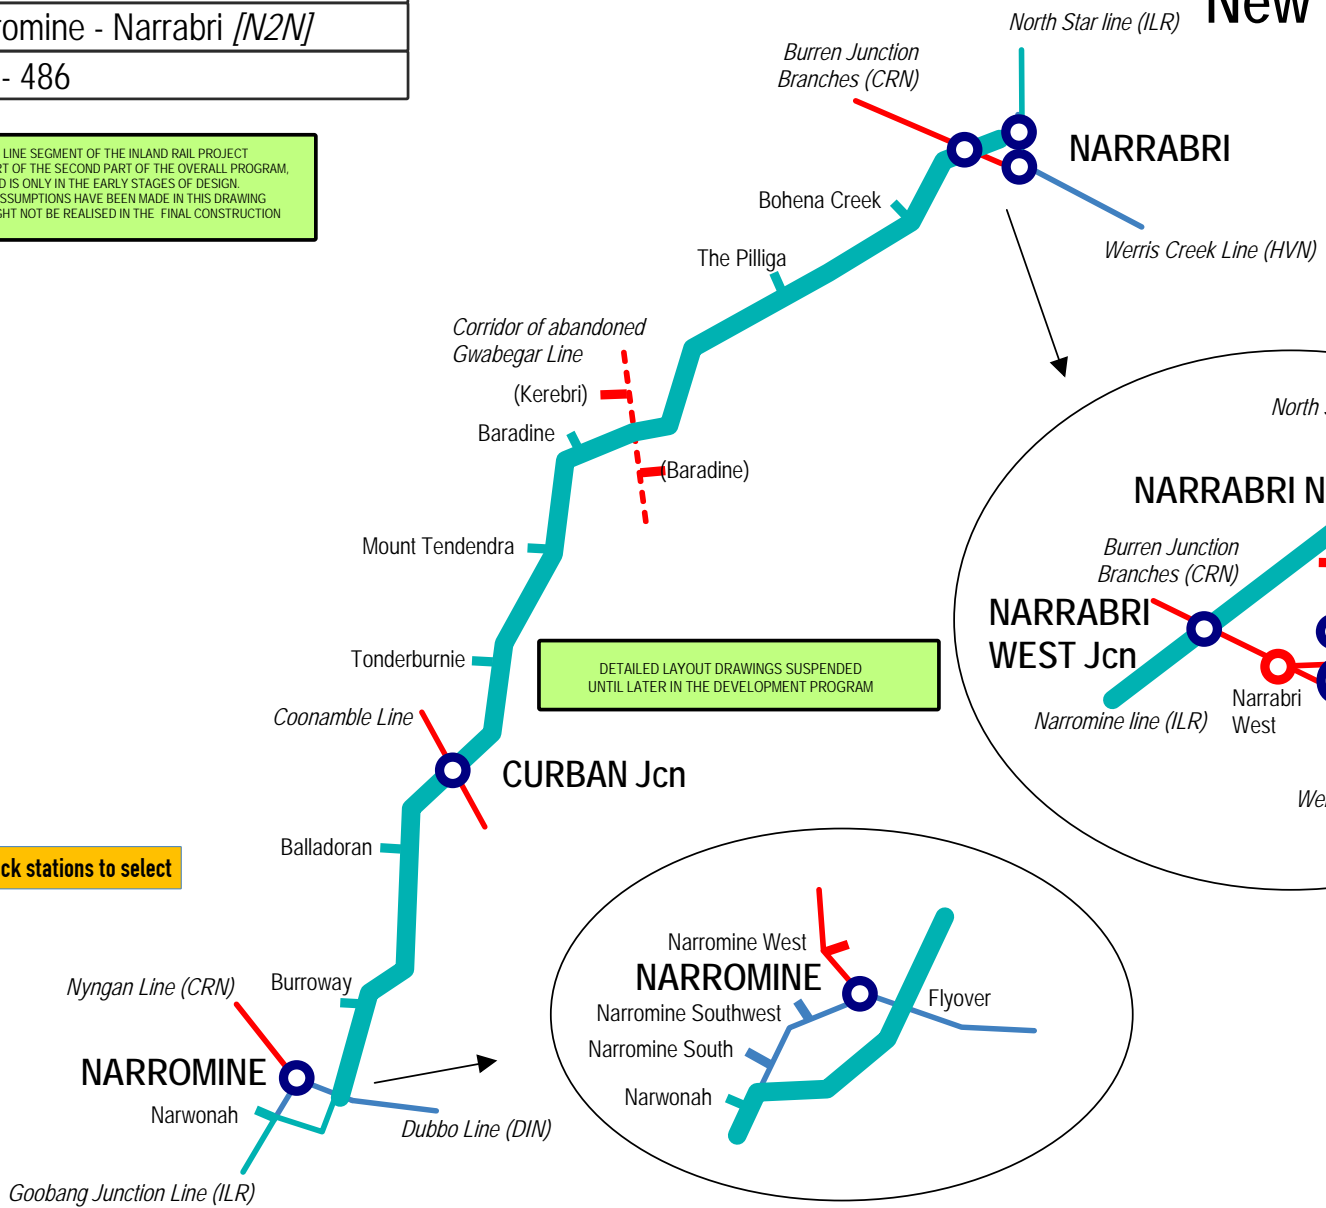 New
omine - Narrabri [N2N]
- 486
North Star line (ILR)
Burren Junction
Branches (CRN)
NARRABRI
LINE SEGMENT OF THE INLAND RAIL PROJECT
RT OF THE SECOND PART OF THE OVERALL PROGRAM,
D IS ONLY IN THE EARLY STAGES OF DESIGN.
SSUMPTIONS HAVE BEEN MADE IN THIS DRAWING
GHT NOT BE REALISED IN THE FINAL CONSTRUCTION
Bohena Creek
Werris Creek Line (HVN)
The Pilliga
Corridor of abandoned
Gwabegar Line
(Kerebri)
Baradine
(Baradine)
Mount Tendendra
Tonderburnie
DETAILED LAYOUT DRAWINGS SUSPENDED
UNTIL LATER IN THE DEVELOPMENT PROGRAM
Coonamble Line
CURBAN Jcn
Balladoran
ck stations to select
Burroway
Nyngan Line (CRN)
NARROMINE
Narwonah
Dubbo Line (DIN)
Goobang Junction Line (ILR)
North
NARRABRI N
Burren Junction
Branches (CRN)
NARRABRI
WEST Jcn
Narrabri
West
Narromine line (ILR)
Wer
Narromine West
NARROMINE
Flyover
Narromine Southwest
Narromine South
Narwonah